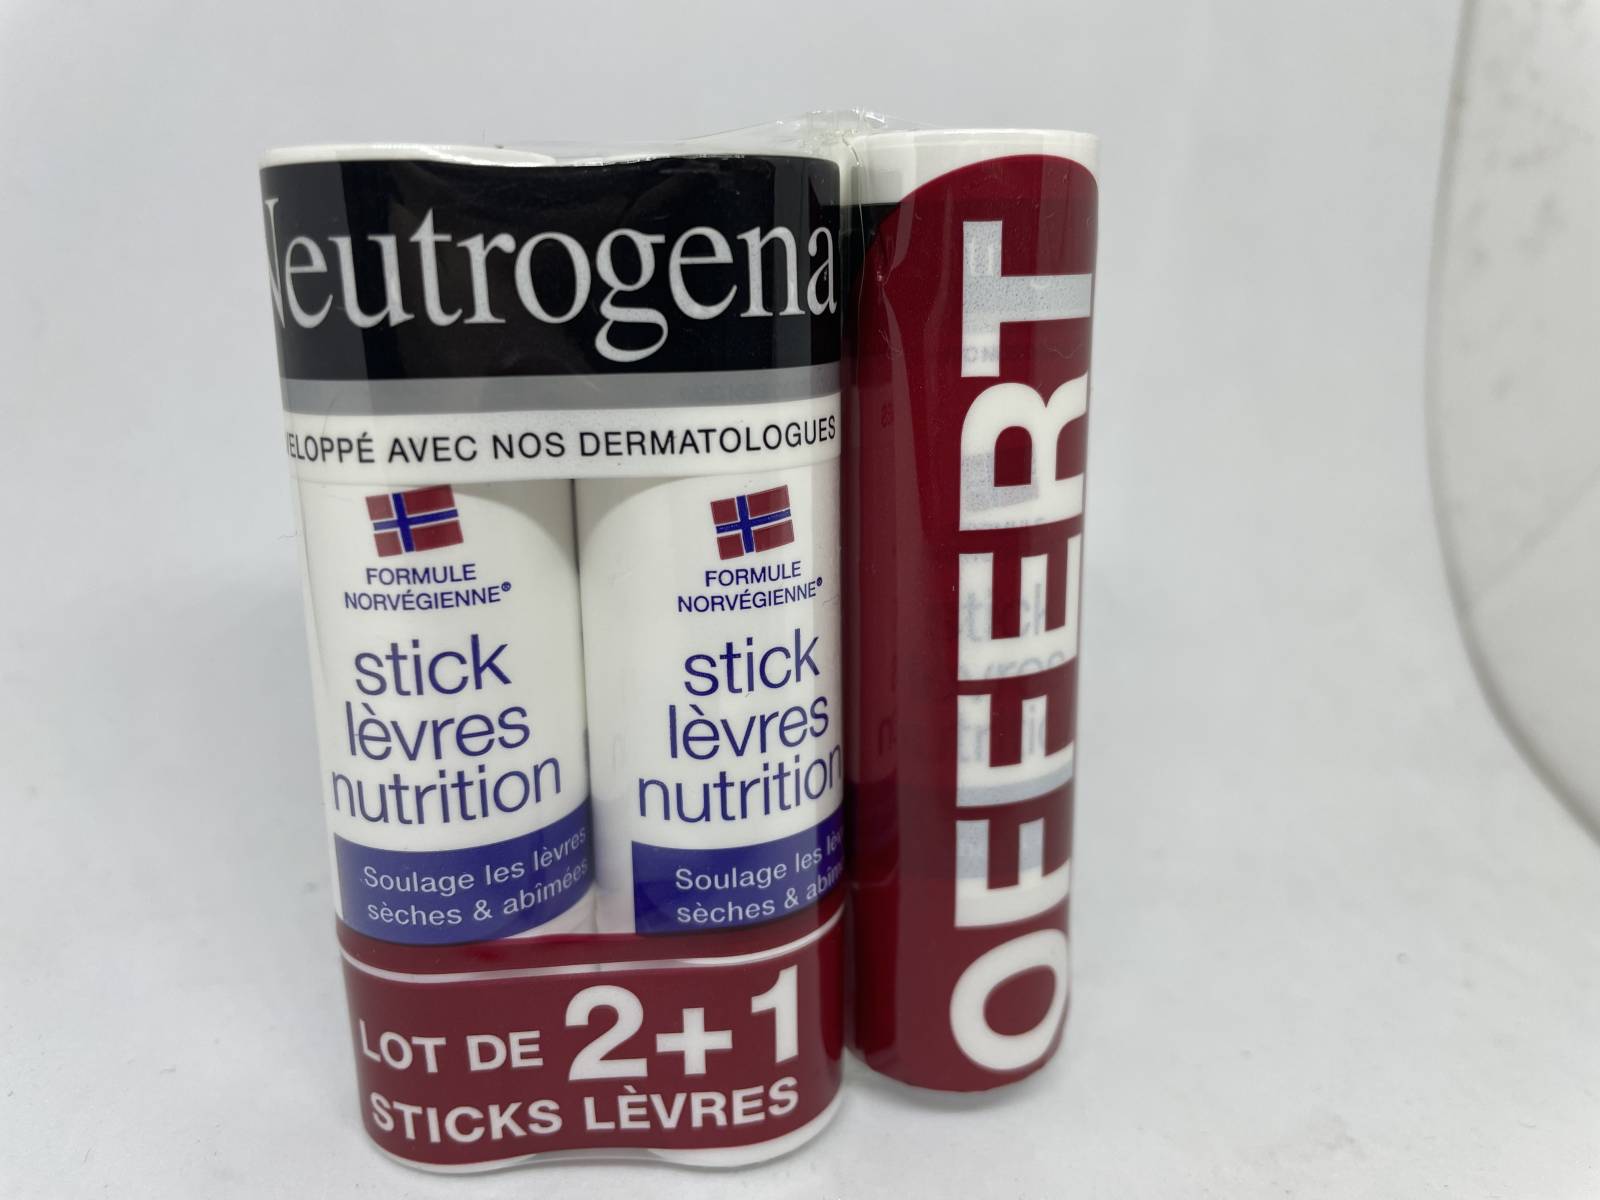 Neutrogena
VELOPPÉ AVEC NOS DERMATOLOGUES
FORMULE
NORVÉGIENNE®
stick
lèvres
nutrition
Soulage les lèvres
sèches & abîmées
FORMULE
NORVÉGIENNE®
stick
lèvres
nutrition
Soulage les lè
sèches & abîm
LOT DE 2+1
STICKS LÈVRES
OFFERT